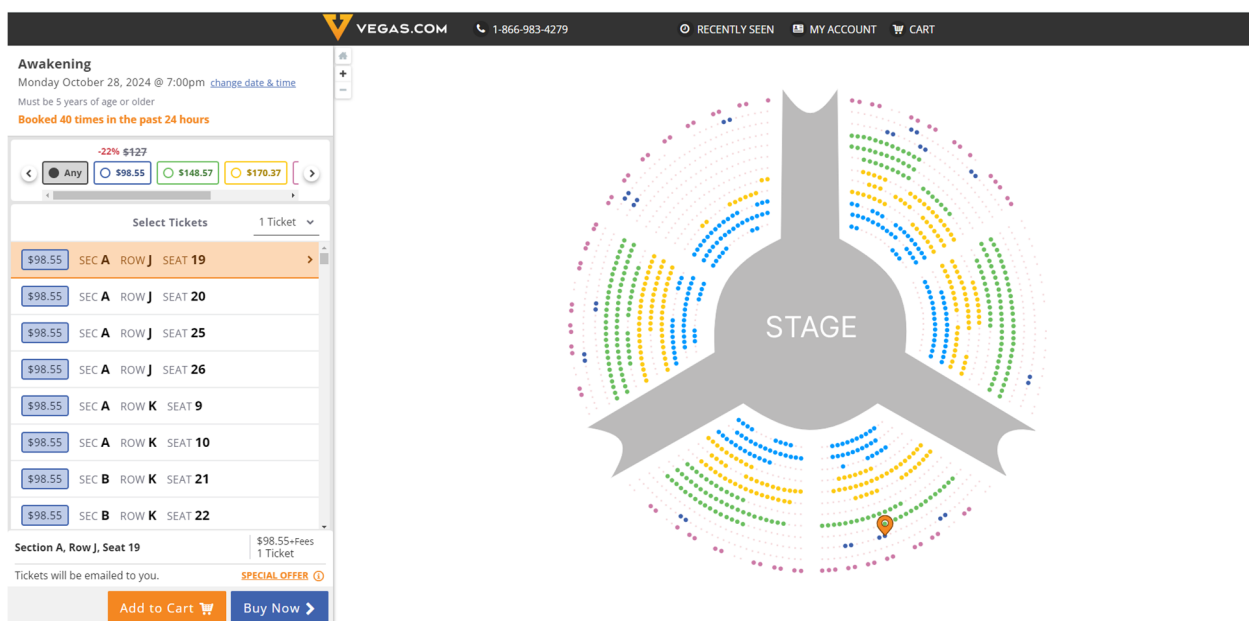 VEGAS.COM 1-866-983-4279 RECENTLY SEEN MY ACCOUNT CART
Awakening
Monday October 28, 2024 @ 7:00pm change date & time
Must be 5 years of age or older
Booked 40 times in the past 24 hours
-22% $127
Any $98.55 $148.57 $170.37
Select Tickets 1 Ticket
$98.55 SEC A ROW J SEAT 19
$98.55 SEC A ROW J SEAT 20
$98.55 SEC A ROW J SEAT 25
$98.55 SEC A ROW J SEAT 26
$98.55 SEC A ROW K SEAT 9
$98.55 SEC A ROW K SEAT 10
$98.55 SEC B ROW K SEAT 21
$98.55 SEC B ROW K SEAT 22
Section A, Row J, Seat 19
$98.55+Fees
1 Ticket
Tickets will be emailed to you. SPECIAL OFFER
Add to Cart Buy Now
STAGE